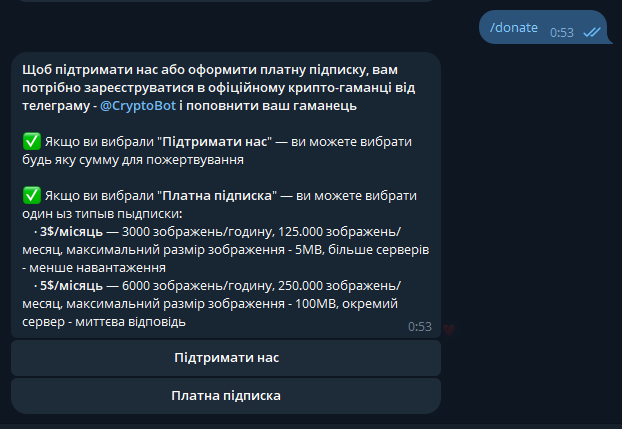 /donate 0:53
Щоб підтримати нас або оформити платну підписку, вам
потрібно зареєструватися в офіційному крипто-гаманці від
телеграму - @CryptoBot і поповнити ваш гаманець
✅ Якщо ви вибрали "Підтримати нас" — ви можете вибрати
будь яку сумму для пожертвування
✅ Якщо ви вибрали "Платна підписка" — ви можете вибрати
один ыз типыв пыдписки:
· 3$/місяць — 3000 зображень/годину, 125.000 зображень/
месяц, максимальний размір зображення - 5MB, більше серверів
- менше навантаження
· 5$/місяць — 6000 зображень/годину, 250.000 зображень/
месяц, максимальний размір зображення - 100MB, окремий
сервер - миттєва відповідь
0:53
Підтримати нас
Платна підписка